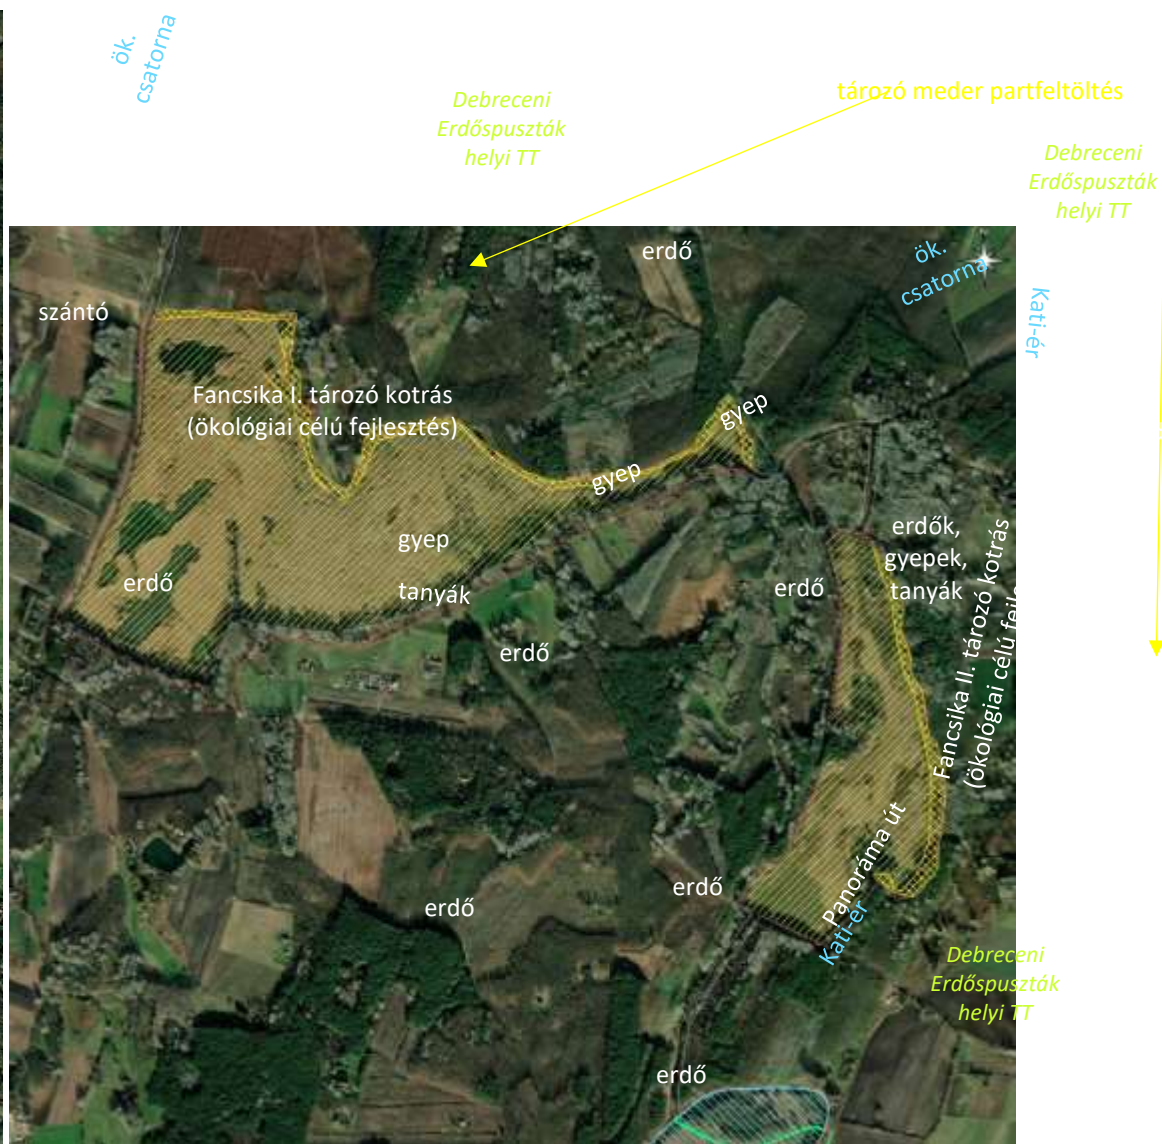 ök.
csatorna
Debreceni
Erdőspuszták
helyi TT
tározó meder partfeltöltés
Debreceni
Erdőspuszták
helyi TT
erdő
ök.
csatorna
Kati-ér
szántó
Fancsika I. tározó kotrás
(ökológiai célú fejlesztés)
gyep
gyep
gyep
erdők,
gyepek,
tanyák
erdő
tanyák
erdő
erdő
Fancsika II. tározó kotrás
(ökológiai célú fejle
Panoráma út
erdő
erdő
Kati-ér
Debreceni
Erdőspuszták
helyi TT
erdő